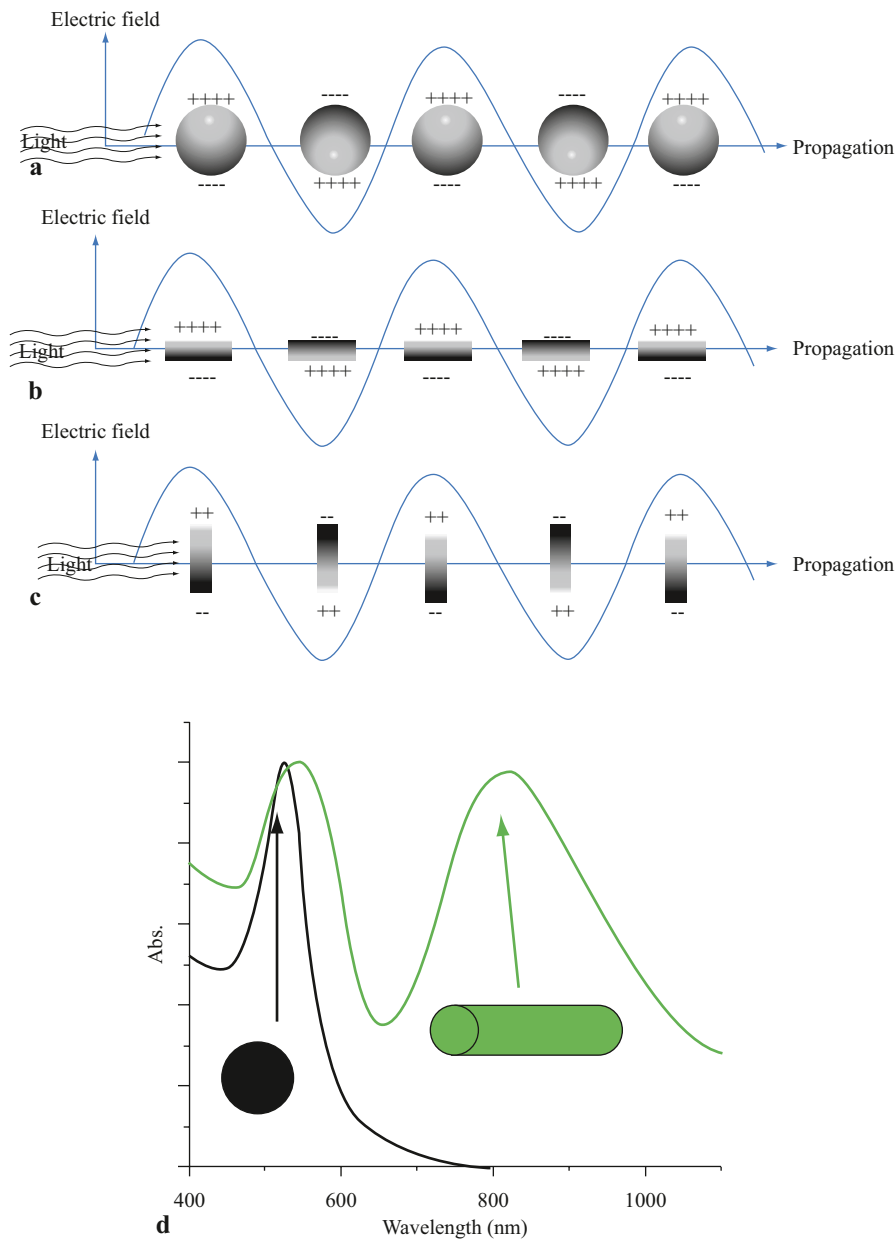 Electric field
++++ ---- ++++ ---- ++++
Light
Propagation
a
---- ++++ ---- ++++ ----
Electric field
++++ ---- ++++ ---- ++++
Light
Propagation
b
---- ++++ ---- ++++ ----
Electric field
++ -- ++ -- ++
Light
Propagation
c
-- ++ -- ++ --
Abs.
400 600 800 1000
d
Wavelength (nm)